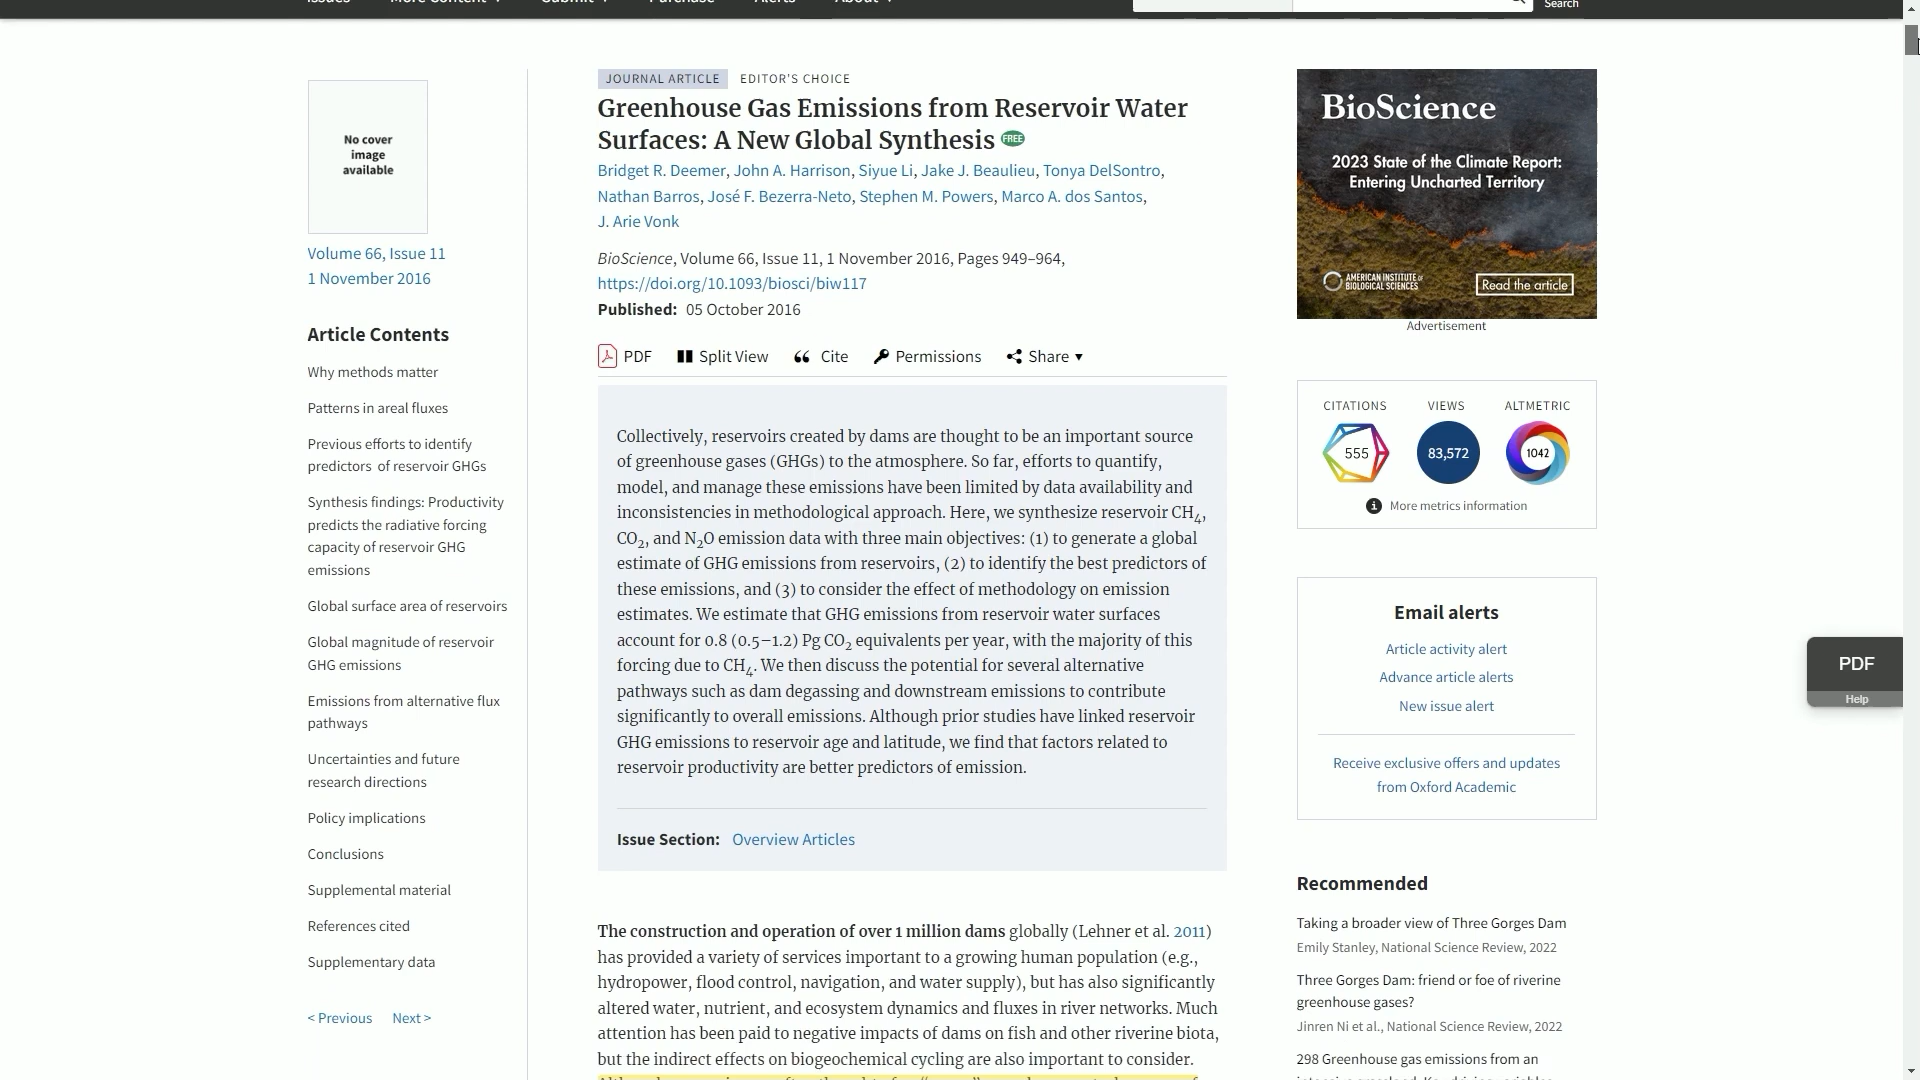 Issues More Content Submit Purchase Alerts About
Search
No cover
image
available
Volume 66, Issue 11
1 November 2016
Article Contents
Why methods matter
Patterns in areal fluxes
Previous efforts to identify
predictors of reservoir GHGs
Synthesis findings: Productivity
predicts the radiative forcing
capacity of reservoir GHG
emissions
Global surface area of reservoirs
Global magnitude of reservoir
GHG emissions
Emissions from alternative flux
pathways
Uncertainties and future
research directions
Policy implications
Conclusions
Supplemental material
References cited
Supplementary data
< Previous Next >
JOURNAL ARTICLE EDITOR'S CHOICE
Greenhouse Gas Emissions from Reservoir Water
Surfaces: A New Global Synthesis FREE
Bridget R. Deemer, John A. Harrison, Siyue Li, Jake J. Beaulieu, Tonya DelSontro,
Nathan Barros, José F. Bezerra-Neto, Stephen M. Powers, Marco A. dos Santos,
J. Arie Vonk
BioScience, Volume 66, Issue 11, 1 November 2016, Pages 949–964,
https://doi.org/10.1093/biosci/biw117
Published: 05 October 2016
PDF Split View Cite Permissions Share ▼
Collectively, reservoirs created by dams are thought to be an important source
of greenhouse gases (GHGs) to the atmosphere. So far, efforts to quantify,
model, and manage these emissions have been limited by data availability and
inconsistencies in methodological approach. Here, we synthesize reservoir CH4,
CO2, and N2O emission data with three main objectives: (1) to generate a global
estimate of GHG emissions from reservoirs, (2) to identify the best predictors of
these emissions, and (3) to consider the effect of methodology on emission
estimates. We estimate that GHG emissions from reservoir water surfaces
account for 0.8 (0.5–1.2) Pg CO2 equivalents per year, with the majority of this
forcing due to CH4. We then discuss the potential for several alternative
pathways such as dam degassing and downstream emissions to contribute
significantly to overall emissions. Although prior studies have linked reservoir
GHG emissions to reservoir age and latitude, we find that factors related to
reservoir productivity are better predictors of emission.
Issue Section: Overview Articles
The construction and operation of over 1 million dams globally (Lehner et al. 2011)
has provided a variety of services important to a growing human population (e.g.,
hydropower, flood control, navigation, and water supply), but has also significantly
altered water, nutrient, and ecosystem dynamics and fluxes in river networks. Much
attention has been paid to negative impacts of dams on fish and other riverine biota,
but the indirect effects on biogeochemical cycling are also important to consider.
BioScience
2023 State of the Climate Report:
Entering Uncharted Territory
AMERICAN INSTITUTE of
BIOLOGICAL SCIENCES
Read the article
Advertisement
CITATIONS VIEWS ALTMETRIC
555 83,572 1042
More metrics information
Email alerts
Article activity alert
Advance article alerts
New issue alert
Receive exclusive offers and updates
from Oxford Academic
Recommended
Taking a broader view of Three Gorges Dam
Emily Stanley, National Science Review, 2022
Three Gorges Dam: friend or foe of riverine
greenhouse gases?
Jinren Ni et al., National Science Review, 2022
298 Greenhouse gas emissions from an
PDF
Help